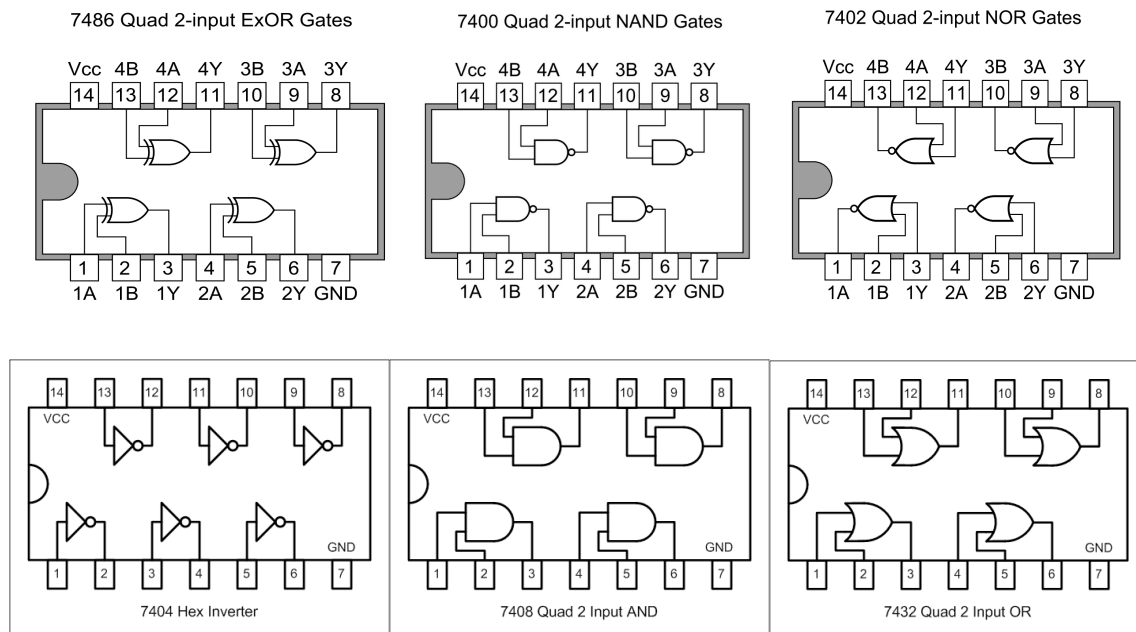 7486 Quad 2-input ExOR Gates
Vcc 4B 4A 4Y 3B 3A 3Y
14 13 12 11 10 9 8
1 2 3 4 5 6 7
1A 1B 1Y 2A 2B 2Y GND
7400 Quad 2-input NAND Gates
Vcc 4B 4A 4Y 3B 3A 3Y
14 13 12 11 10 9 8
1 2 3 4 5 6 7
1A 1B 1Y 2A 2B 2Y GND
7402 Quad 2-input NOR Gates
Vcc 4B 4A 4Y 3B 3A 3Y
14 13 12 11 10 9 8
1 2 3 4 5 6 7
1A 1B 1Y 2A 2B 2Y GND
14 13 12 11 10 9 8
VCC
GND
1 2 3 4 5 6 7
7404 Hex Inverter
14 13 12 11 10 9 8
VCC
GND
1 2 3 4 5 6 7
7408 Quad 2 Input AND
14 13 12 11 10 9 8
VCC
GND
1 2 3 4 5 6 7
7432 Quad 2 Input OR